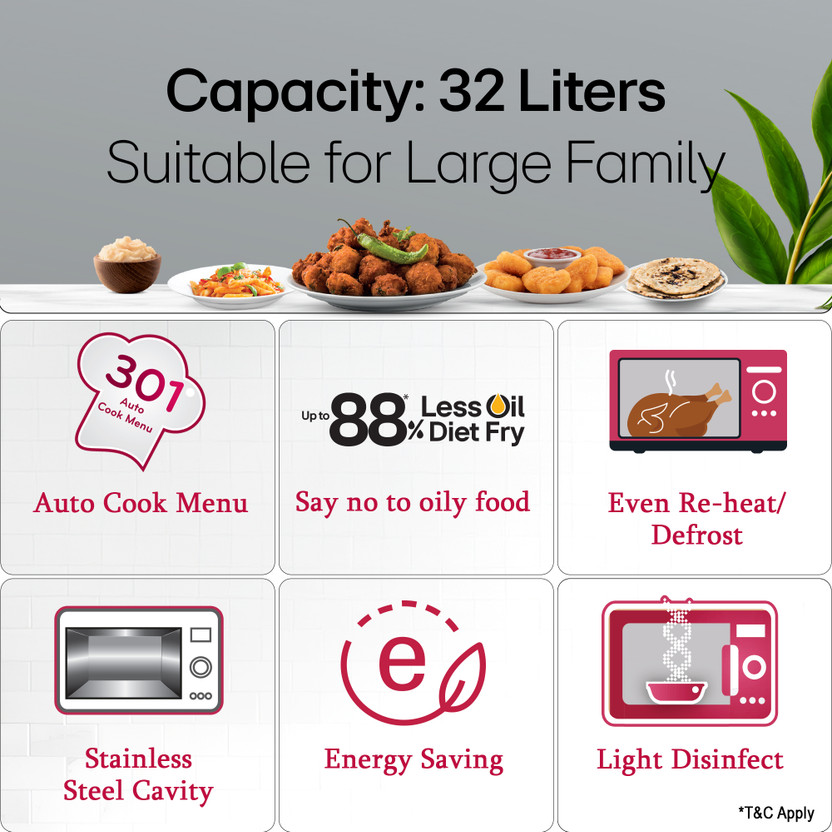 Capacity: 32 Liters
Suitable for Large Family
301
Auto
Cook Menu
Auto Cook Menu
Up to 88%* Less Oil
Diet Fry
Say no to oily food
Even Re-heat/
Defrost
Stainless
Steel Cavity
e
Energy Saving
Light Disinfect
*T&C Apply